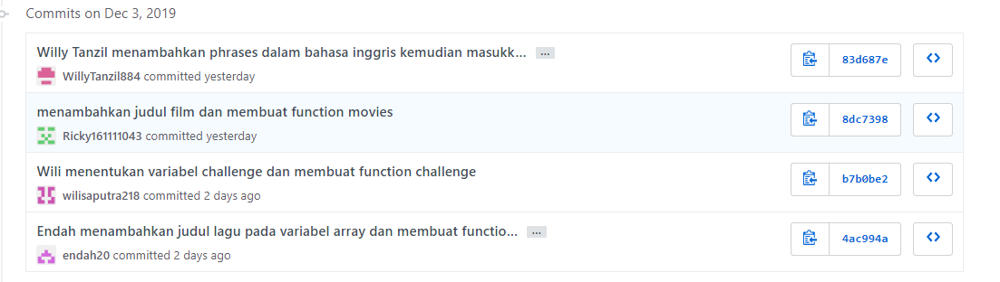 Commits on Dec 3, 2019
Willy Tanzil menambahkan phrases dalam bahasa inggris kemudian masukk... ...
WillyTanzil884 committed yesterday
83d687e
menambahkan judul film dan membuat function movies
Ricky161111043 committed yesterday
8dc7398
Wili menentukan variabel challenge dan membuat function challenge
wilisaputra218 committed 2 days ago
b7b0be2
Endah menambahkan judul lagu pada variabel array dan membuat functio... ...
endah20 committed 2 days ago
4ac994a